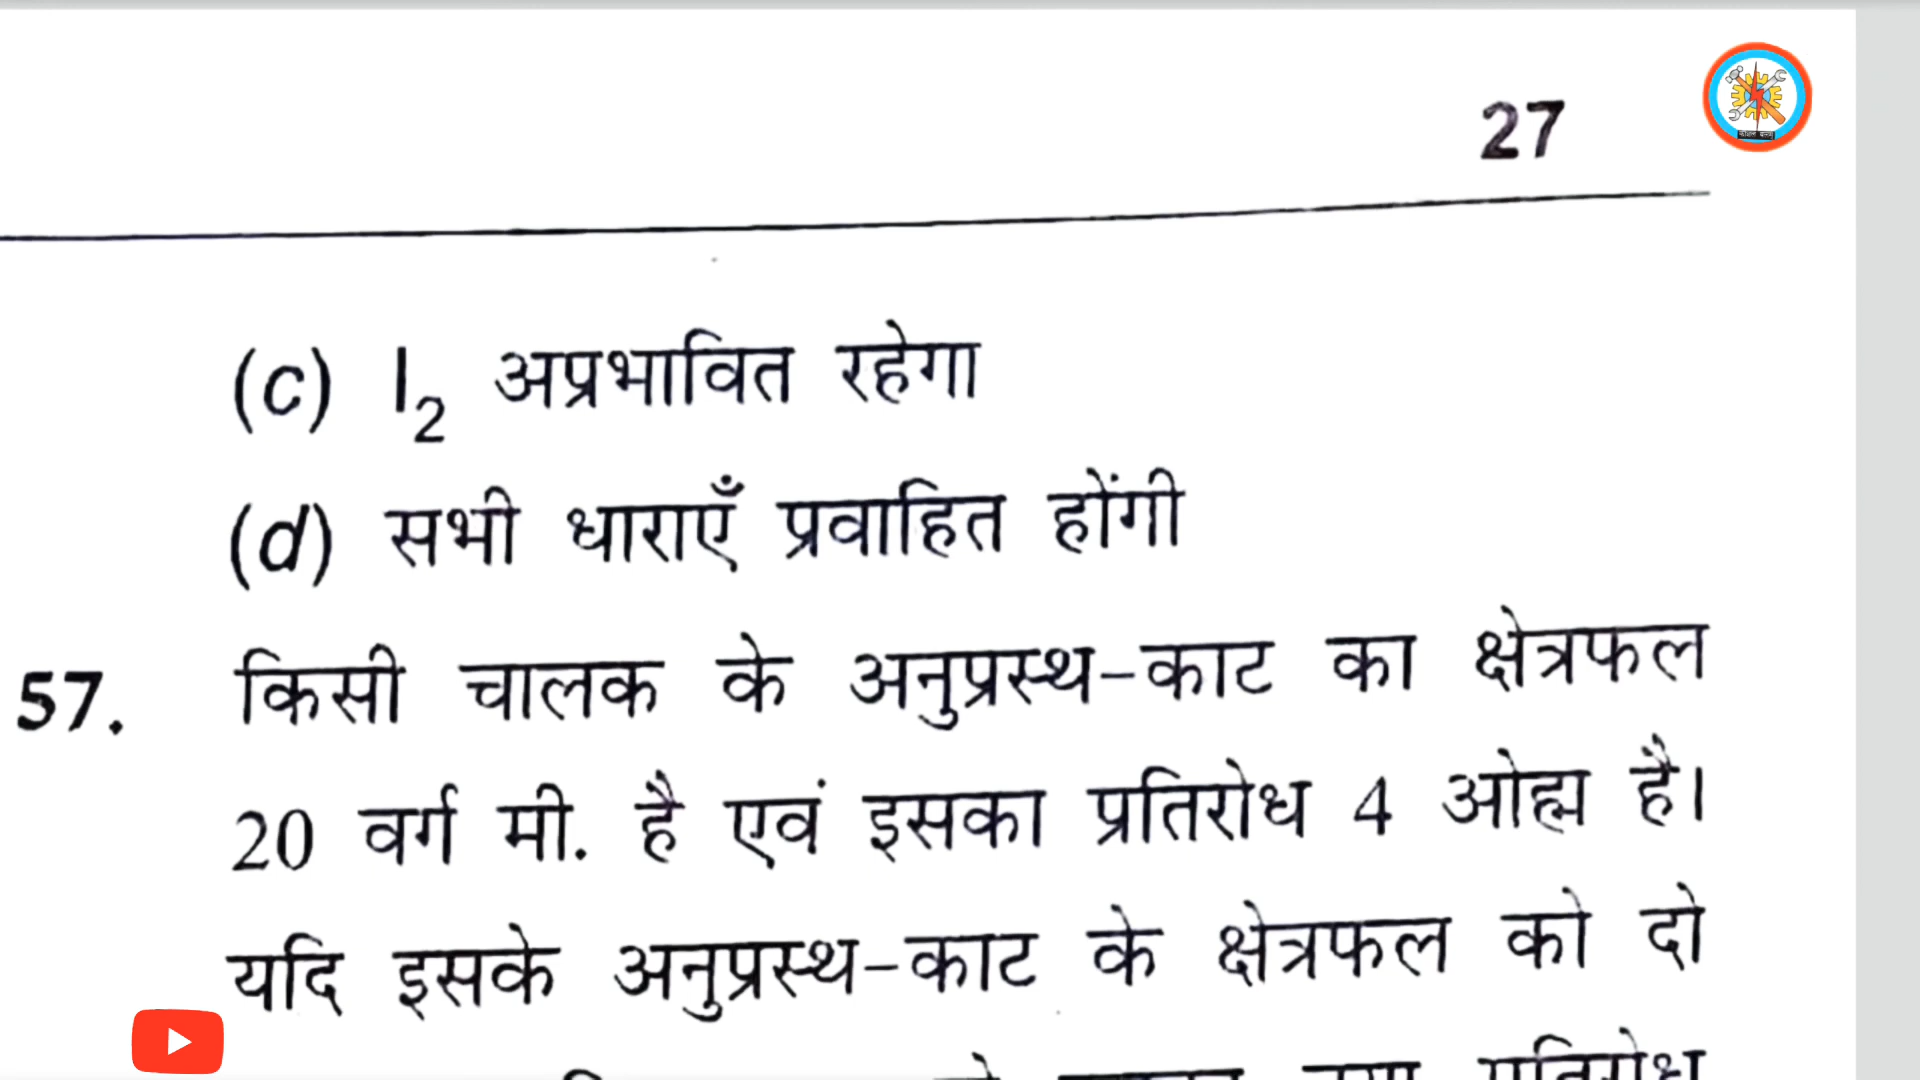 27
(c) I2 अप्रभावित रहेगा
(d) सभी धाराएँ प्रवाहित होंगी
57. किसी चालक के अनुप्रस्थ-काट का क्षेत्रफल
20 वर्ग मी. है एवं इसका प्रतिरोध 4 ओह्म है।
यदि इसके अनुप्रस्थ-काट के क्षेत्रफल को दो